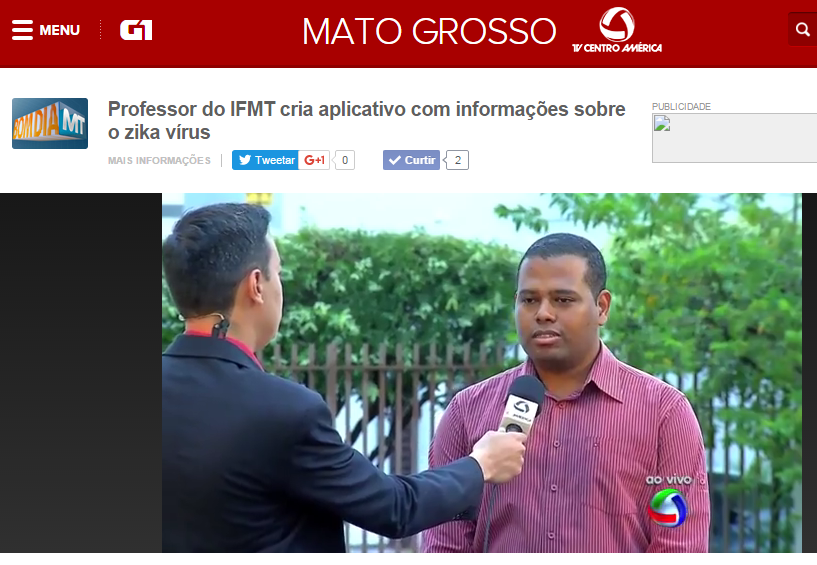 MENU
G1
MATO GROSSO
TV CENTRO AMÉRICA
BOM DIA MT
Professor do IFMT cria aplicativo com informações sobre
o zika vírus
PUBLICIDADE
MAIS INFORMAÇÕES
Tweetar
G+1
0
Curtir
2
AMÉRICA
ao vivo